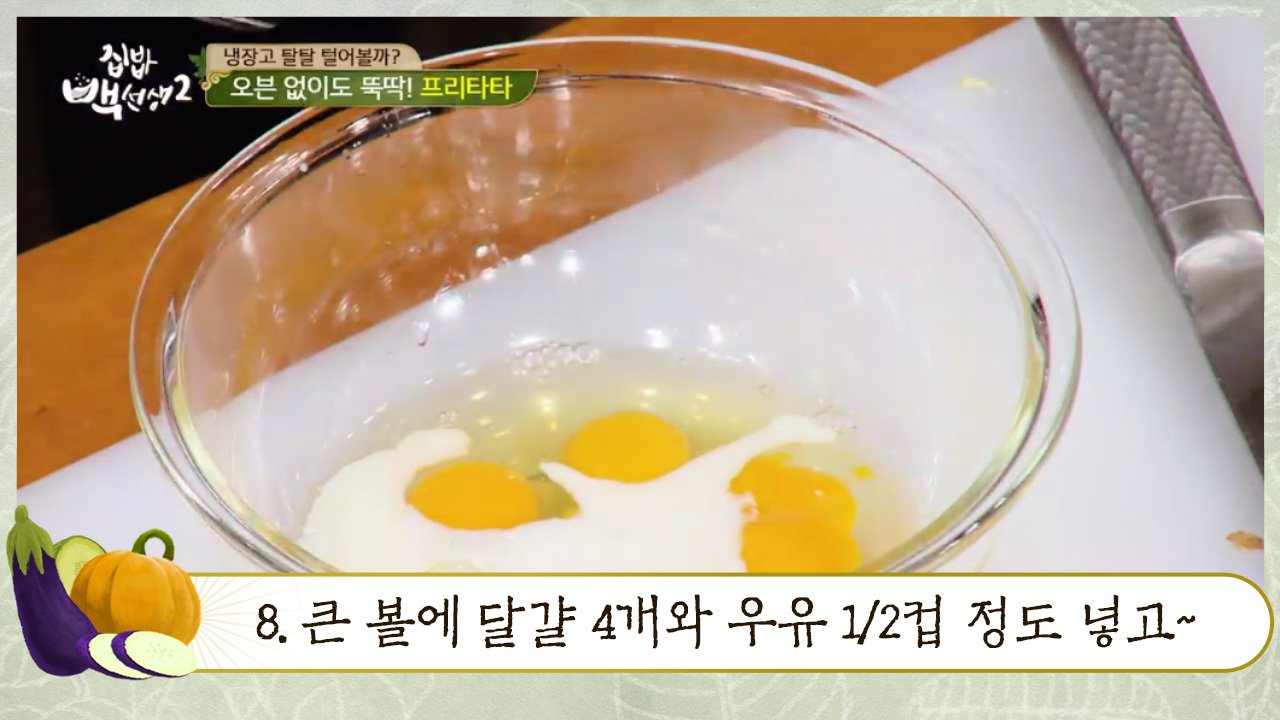 집밥
백선생2
냉장고 탈탈 털어볼까?
오븐 없이도 뚝딱! 프리타타
8. 큰 볼에 달걀 4개와 우유 1/2컵 정도 넣고~